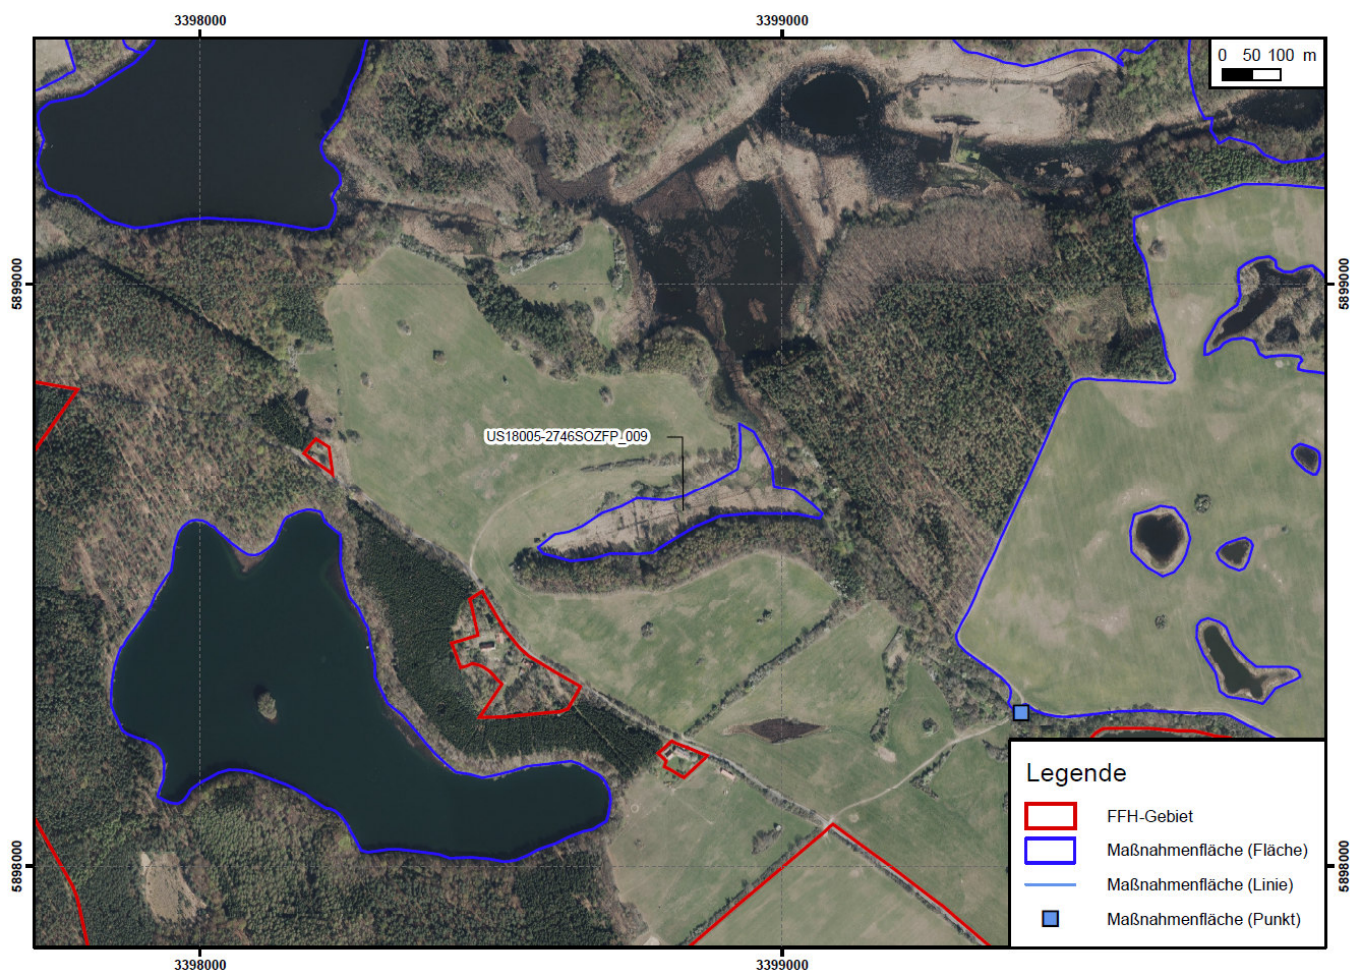 3398000 3399000
0 50 100 m
5899000 5899000
US18005-2746SOZFP_009
Legende
FFH-Gebiet
Maßnahmenfläche (Fläche)
5898000 5898000
Maßnahmenfläche (Linie)
Maßnahmenfläche (Punkt)
3398000 3399000